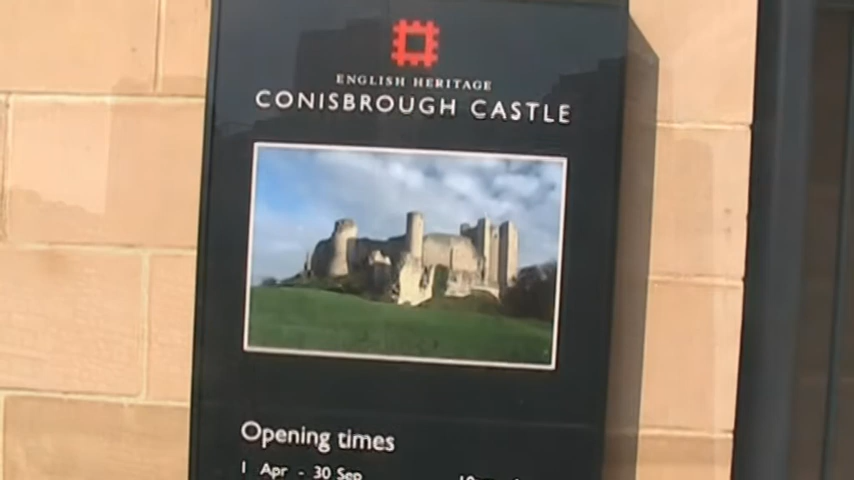 ENGLISH HERITAGE
CONISBROUGH CASTLE
Opening times
1 Apr - 30 Sep